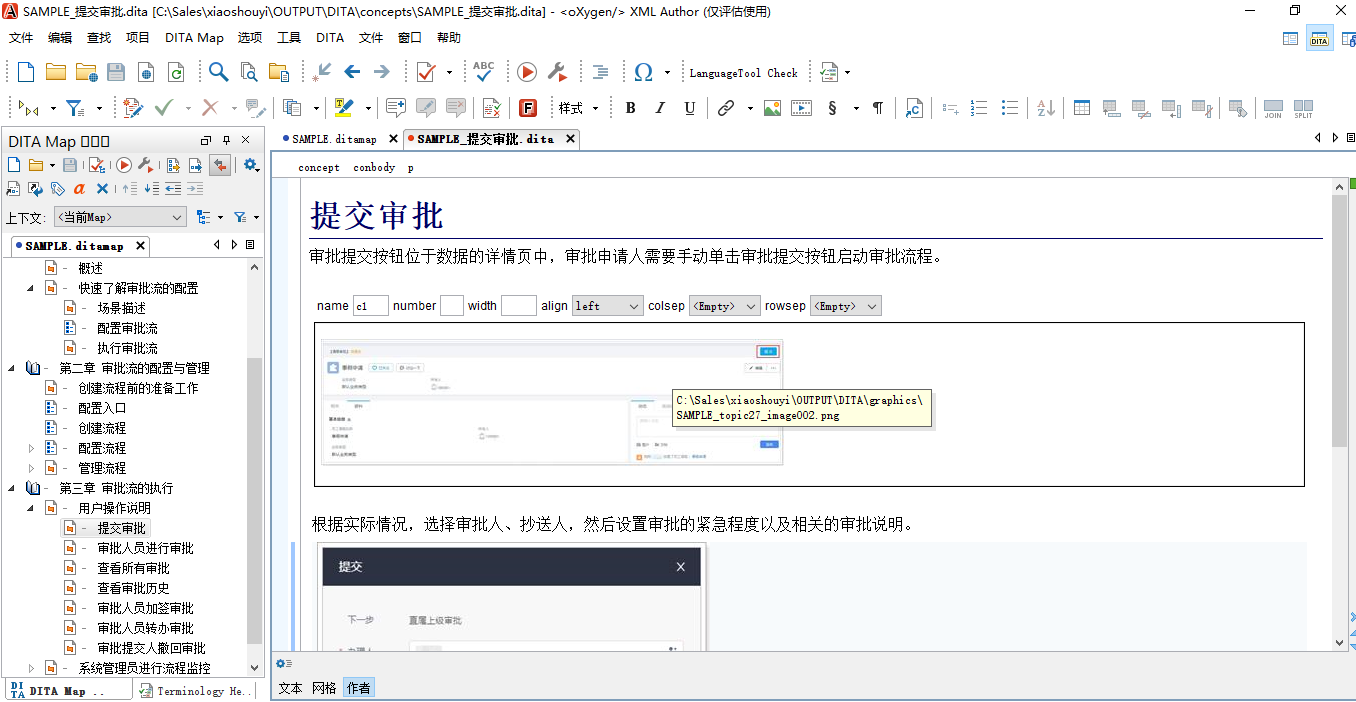 SAMPLE_提交审批.dita [C:\Sales\xiaoshouyi\OUTPUT\DITA\concepts\SAMPLE_提交审批.dita] - <oXygen/> XML Author (仅评估使用)
文件 编辑 查找 项目 DITA Map 选项 工具 DITA 文件 窗口 帮助
DITA
ABC
LanguageTool Check
T
F
样式
B I U
§ ¶
C
A
Z
JOIN SPLIT
DITA Map
SAMPLE.ditamap
SAMPLE_提交审批.dita
concept conbody p
a
上下文: <当前Map>
SAMPLE.ditamap
概述
快速了解审批流的配置
场景描述
配置审批流
执行审批流
第二章 审批流的配置与管理
创建流程前的准备工作
配置入口
创建流程
配置流程
管理流程
第三章 审批流的执行
用户操作说明
提交审批
审批人员进行审批
查看所有审批
查看审批历史
审批人员加签审批
审批人员转办审批
审批提交人撤回审批
系统管理员进行流程监控
DITA Map ..
Terminology He..
提交审批
审批提交按钮位于数据的详情页中，审批申请人需要手动单击审批提交按钮启动审批流程。
name c1 number width align left colsep <Empty> rowsep <Empty>
C:\Sales\xiaoshouyi\OUTPUT\DITA\graphics\
SAMPLE_topic27_image002.png
根据实际情况，选择审批人、抄送人，然后设置审批的紧急程度以及相关的审批说明。
提交
下一步 直属上级审批
文本 网格 作者